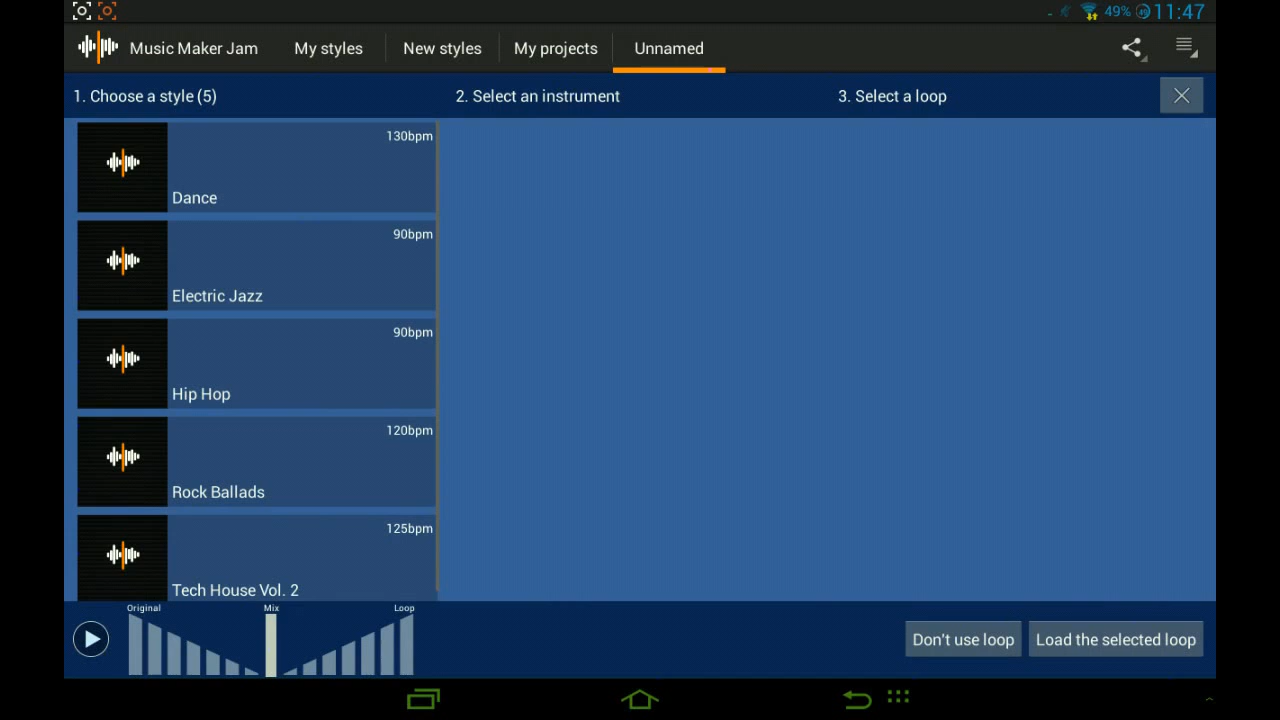 49% 49 11:47
Music Maker Jam My styles New styles My projects Unnamed
1. Choose a style (5) 2. Select an instrument 3. Select a loop
130bpm
Dance
90bpm
Electric Jazz
90bpm
Hip Hop
120bpm
Rock Ballads
125bpm
Tech House Vol. 2
Original Mix Loop
Don't use loop Load the selected loop